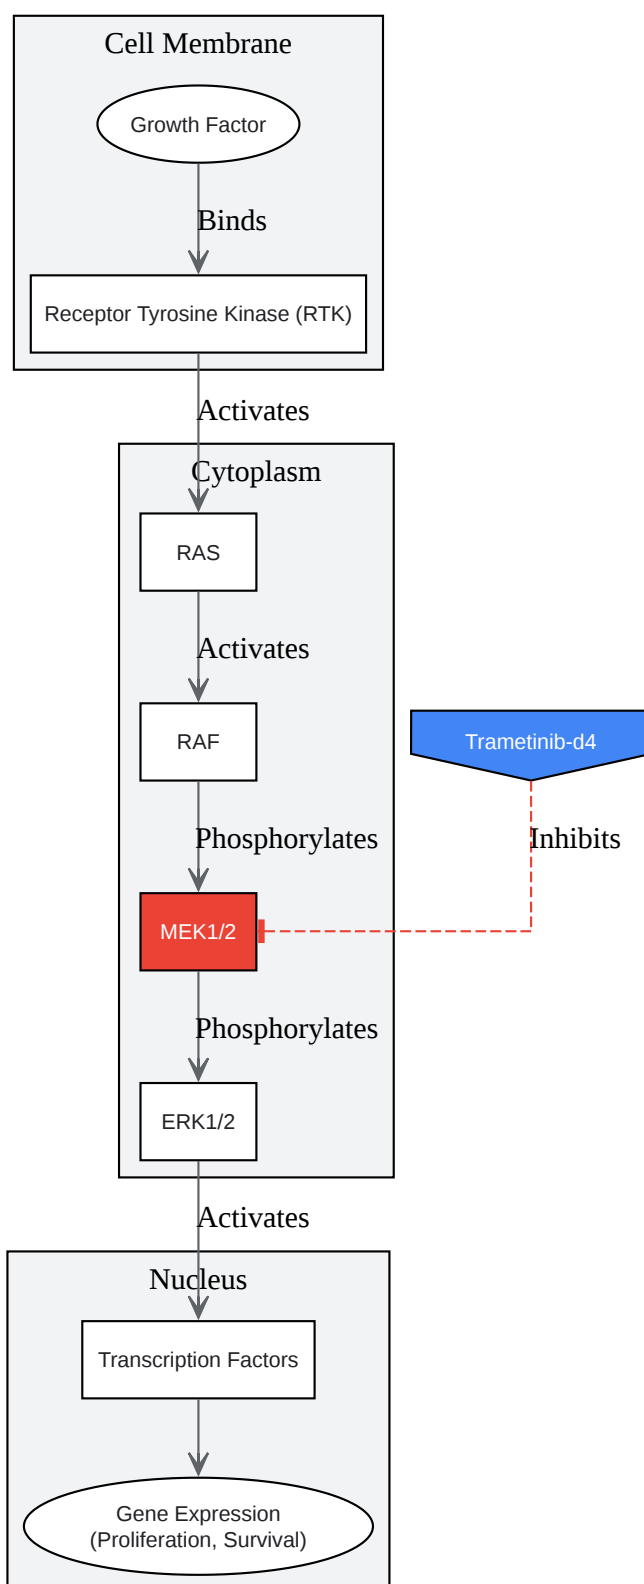 Cell Membrane
Growth Factor
Binds
Receptor Tyrosine Kinase (RTK)
Activates
Cytoplasm
RAS
Activates
RAF
Trametinib-d4
Phosphorylates
Inhibits
MEK1/2
Phosphorylates
ERK1/2
Activates
Nucleus
Transcription Factors
Gene Expression
(Proliferation, Survival)